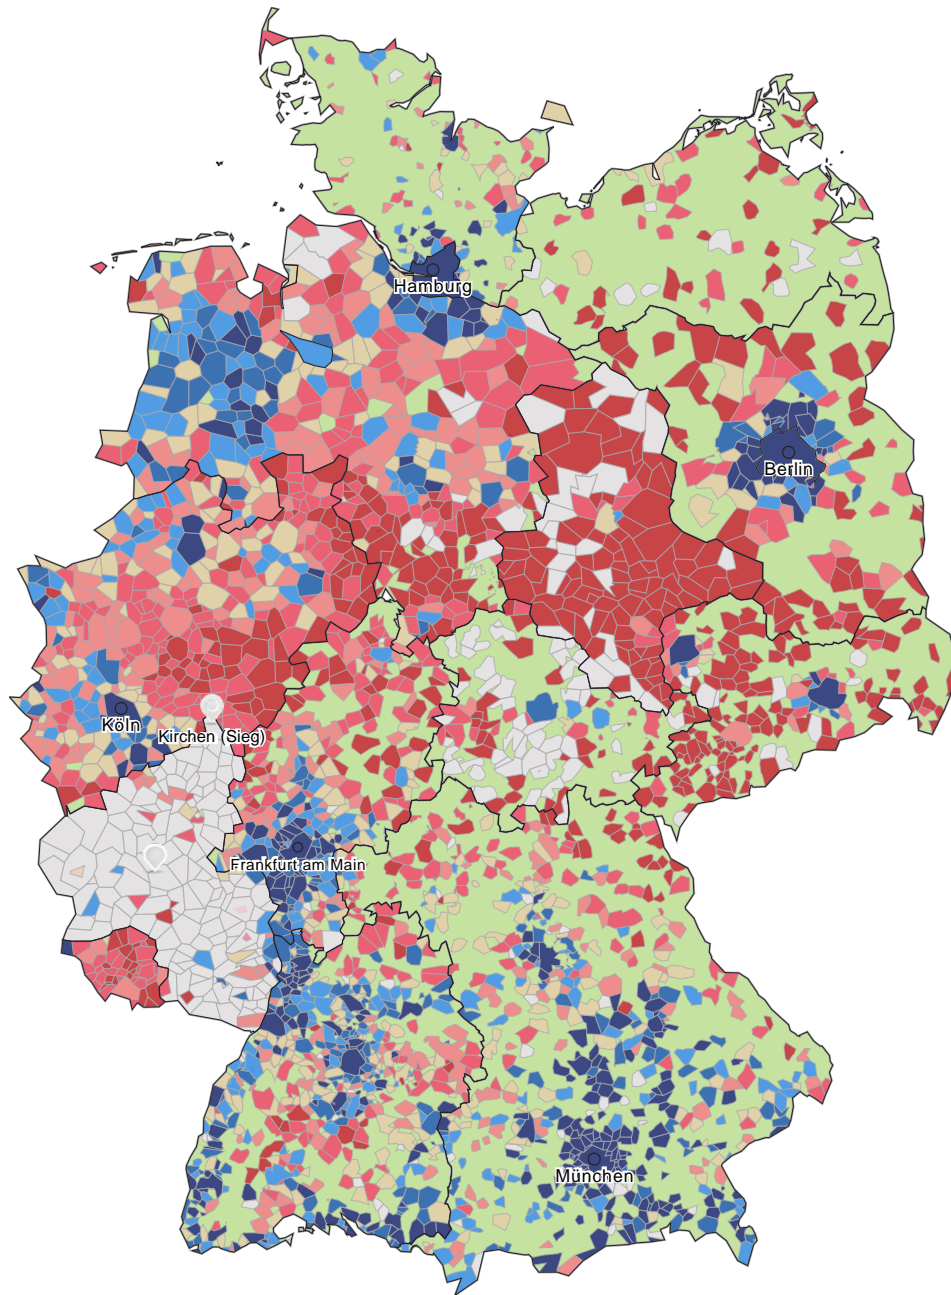 Hamburg
Berlin
Köln
Kirchen (Sieg)
Frankfurt am Main
München